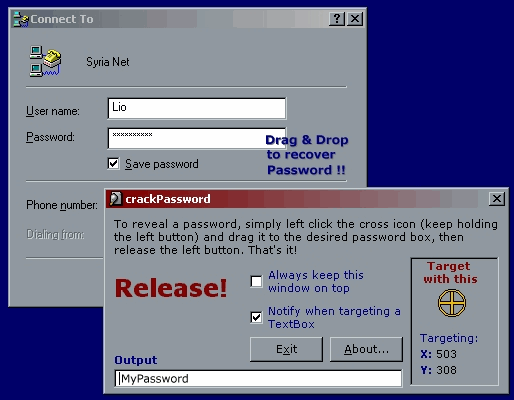 Connect To
Syria Net
User name:
Lio
Password:
xxxxxxxxxx
Drag & Drop
to recover
Password !!
Save password
Phone number:
Dialing from:
crackPassword
To reveal a password, simply left click the cross icon (keep holding
the left button) and drag it to the desired password box, then
release the left button. That's it!
Release!
Always keep this
window on top
Notify when targeting a
TextBox
Exit
About...
Target
with this
Targeting:
X: 503
Y: 308
Output
MyPassword